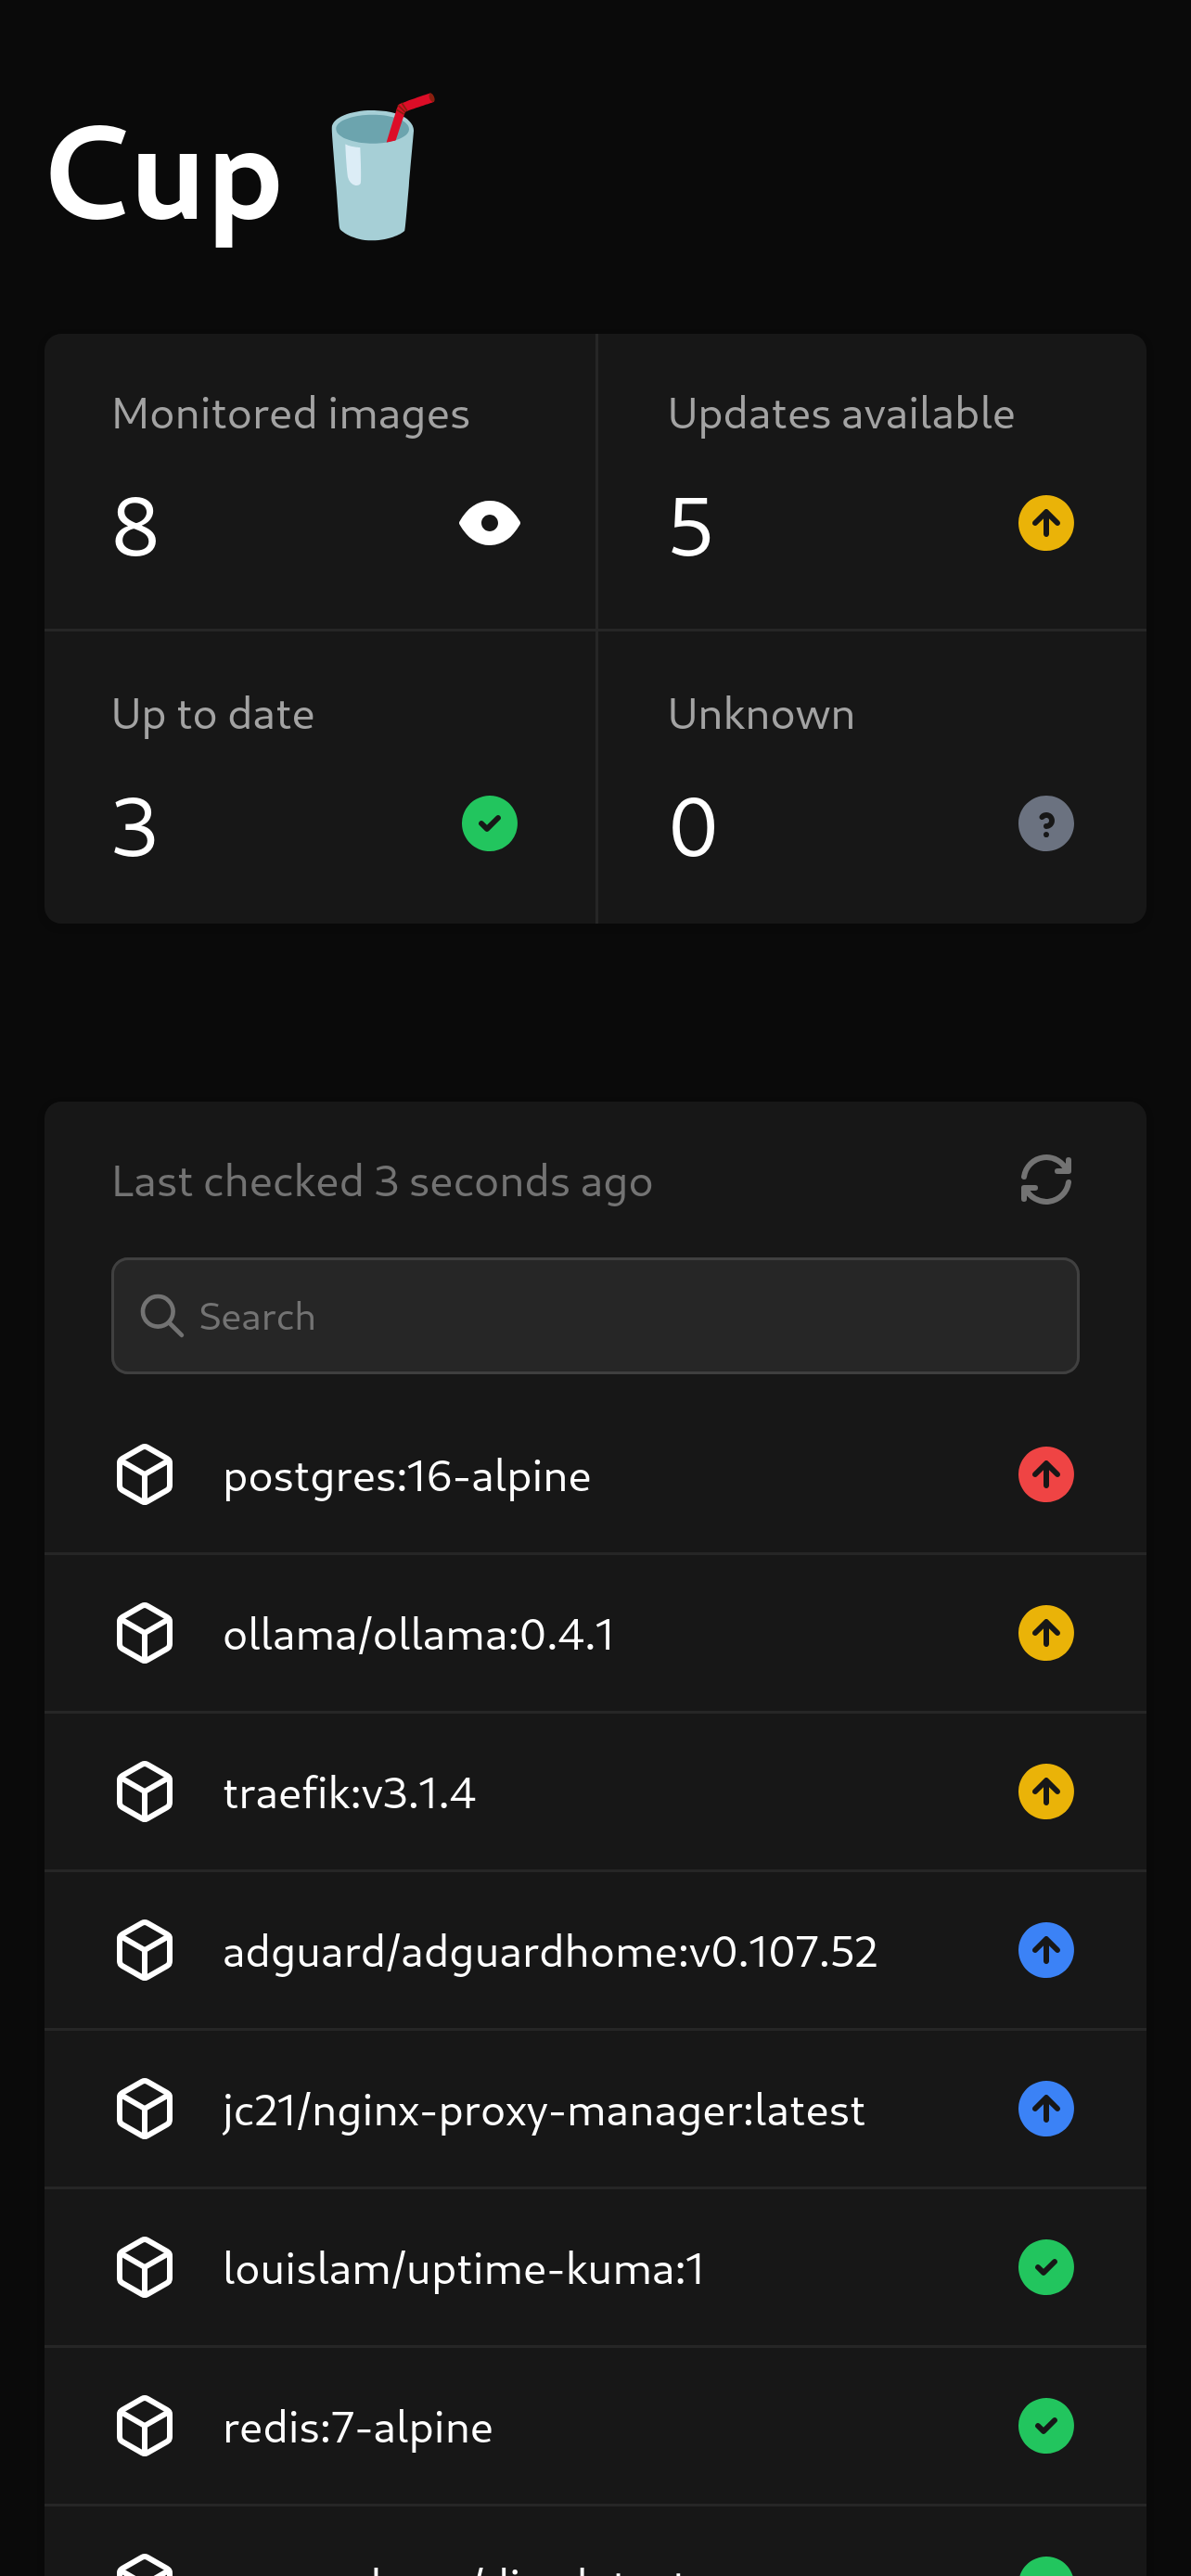 Cup
Monitored images
Updates available
8
5
Up to date
Unknown
3
0
Last checked 3 seconds ago
Search
postgres:16-alpine
ollama/ollama:0.4.1
traefik:v3.1.4
adguard/adguardhome:v0.107.52
jc21/nginx-proxy-manager:latest
louislam/uptime-kuma:1
redis:7-alpine